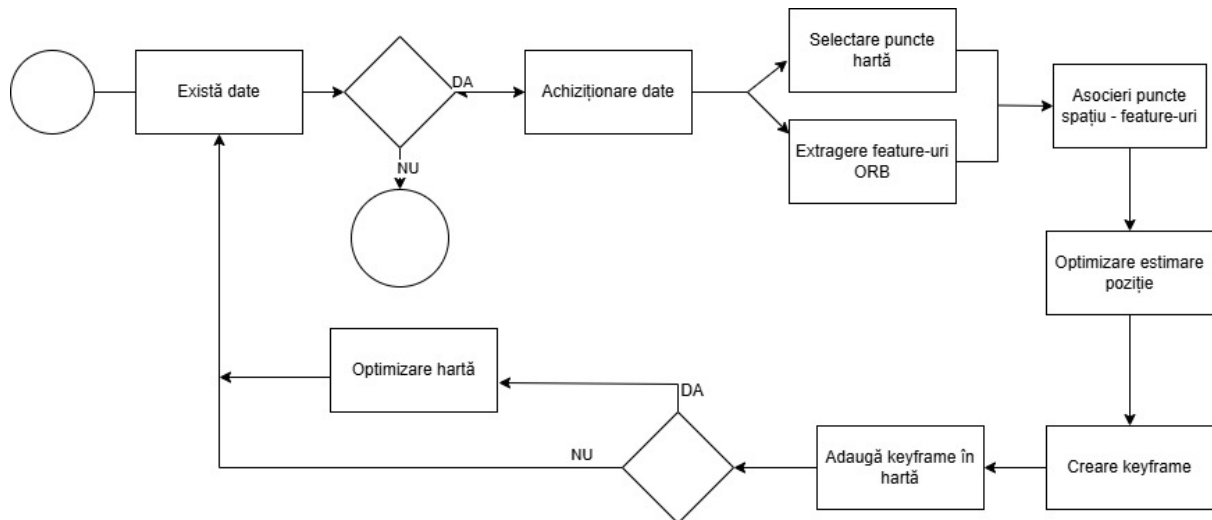 Există date
DA
NU
Achiziționare date
Selectare puncte
hartă
Extragere feature-uri
ORB
Asocieri puncte
spațiu - feature-uri
Optimizare estimare
poziție
Creare keyframe
Adaugă keyframe în
hartă
DA
NU
Optimizare hartă